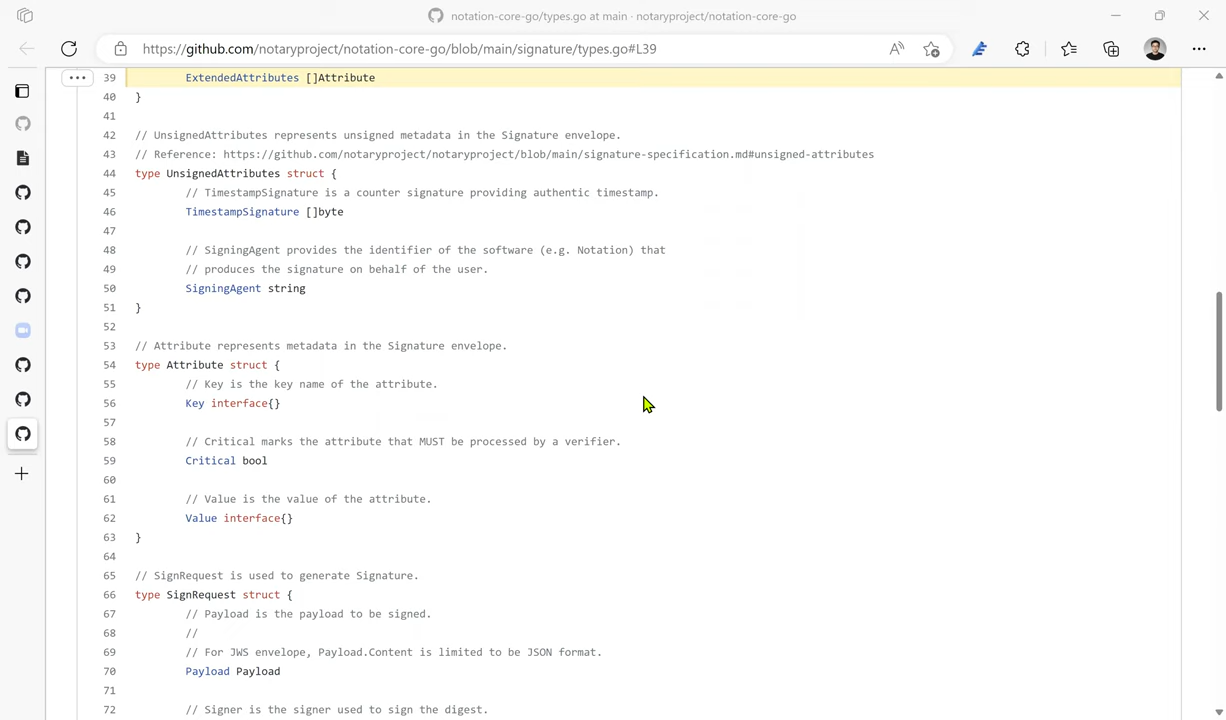 notation-core-go/types.go at main · notaryproject/notation-core-go
https://github.com/notaryproject/notation-core-go/blob/main/signature/types.go#L39
39 ExtendedAttributes []Attribute
40 }
41
42 // UnsignedAttributes represents unsigned metadata in the Signature envelope.
43 // Reference: https://github.com/notaryproject/notaryproject/blob/main/signature-specification.md#unsigned-attributes
44 type UnsignedAttributes struct {
45 // TimestampSignature is a counter signature providing authentic timestamp.
46 TimestampSignature []byte
47
48 // SigningAgent provides the identifier of the software (e.g. Notation) that
49 // produces the signature on behalf of the user.
50 SigningAgent string
51 }
52
53 // Attribute represents metadata in the Signature envelope.
54 type Attribute struct {
55 // Key is the key name of the attribute.
56 Key interface{}
57
58 // Critical marks the attribute that MUST be processed by a verifier.
59 Critical bool
60
61 // Value is the value of the attribute.
62 Value interface{}
63 }
64
65 // SignRequest is used to generate Signature.
66 type SignRequest struct {
67 // Payload is the payload to be signed.
68 //
69 // For JWS envelope, Payload.Content is limited to be JSON format.
70 Payload Payload
71
72 // Signer is the signer used to sign the digest.